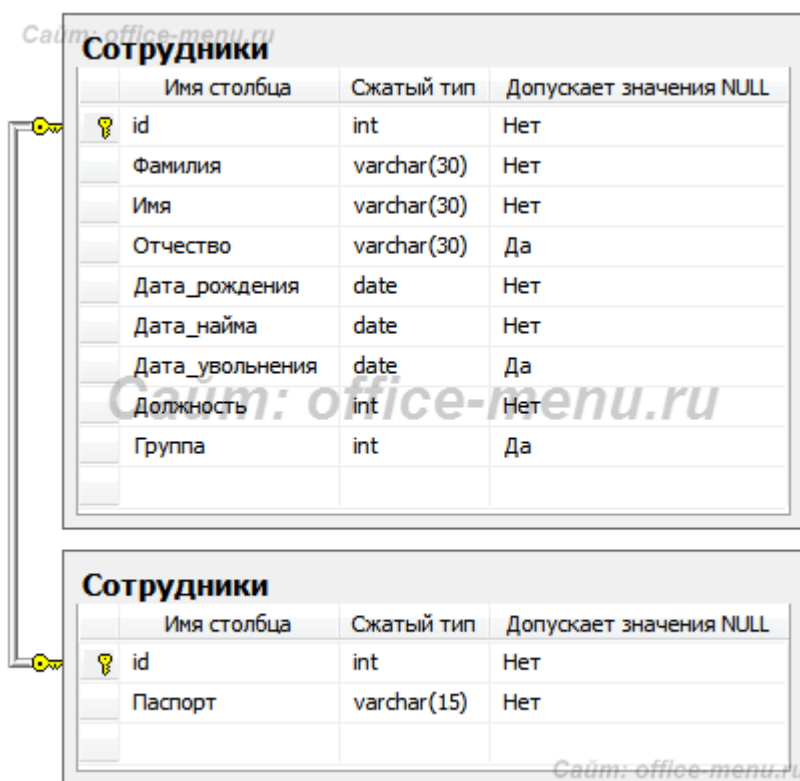 Сайт: office-menu.ru
Сотрудники
Имя столбца Сжатый тип Допускает значения NULL
id int Нет
Фамилия varchar(30) Нет
Имя varchar(30) Нет
Отчество varchar(30) Да
Дата_рождения date Нет
Дата_найма date Нет
Дата_увольнения date Да
Сайт: office-menu.ru
Должность int Нет
Группа int Да
Сотрудники
Имя столбца Сжатый тип Допускает значения NULL
id int Нет
Паспорт varchar(15) Нет
Сайт: office-menu.ru